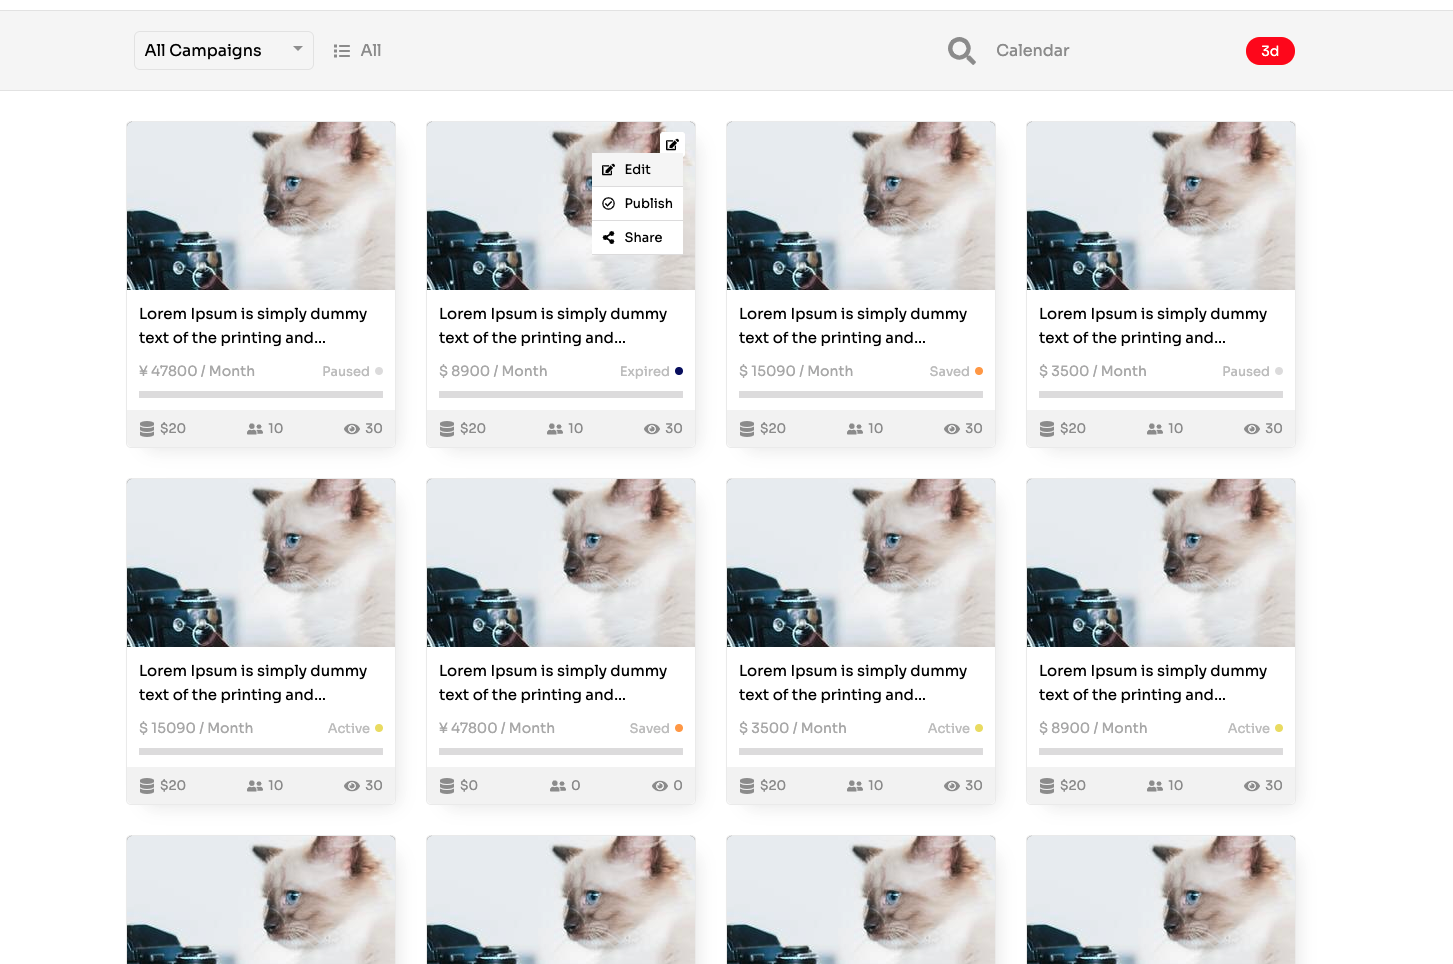 All Campaigns All Calendar 3d
Edit
Publish
Share
Lorem Ipsum is simply dummy
text of the printing and...
¥ 47800 / Month Paused
$20 10 30
Lorem Ipsum is simply dummy
text of the printing and...
$ 8900 / Month Expired
$20 10 30
Lorem Ipsum is simply dummy
text of the printing and...
$ 15090 / Month Saved
$20 10 30
Lorem Ipsum is simply dummy
text of the printing and...
$ 3500 / Month Paused
$20 10 30
Lorem Ipsum is simply dummy
text of the printing and...
$ 15090 / Month Active
$20 10 30
Lorem Ipsum is simply dummy
text of the printing and...
¥ 47800 / Month Saved
$0 0 0
Lorem Ipsum is simply dummy
text of the printing and...
$ 3500 / Month Active
$20 10 30
Lorem Ipsum is simply dummy
text of the printing and...
$ 8900 / Month Active
$20 10 30